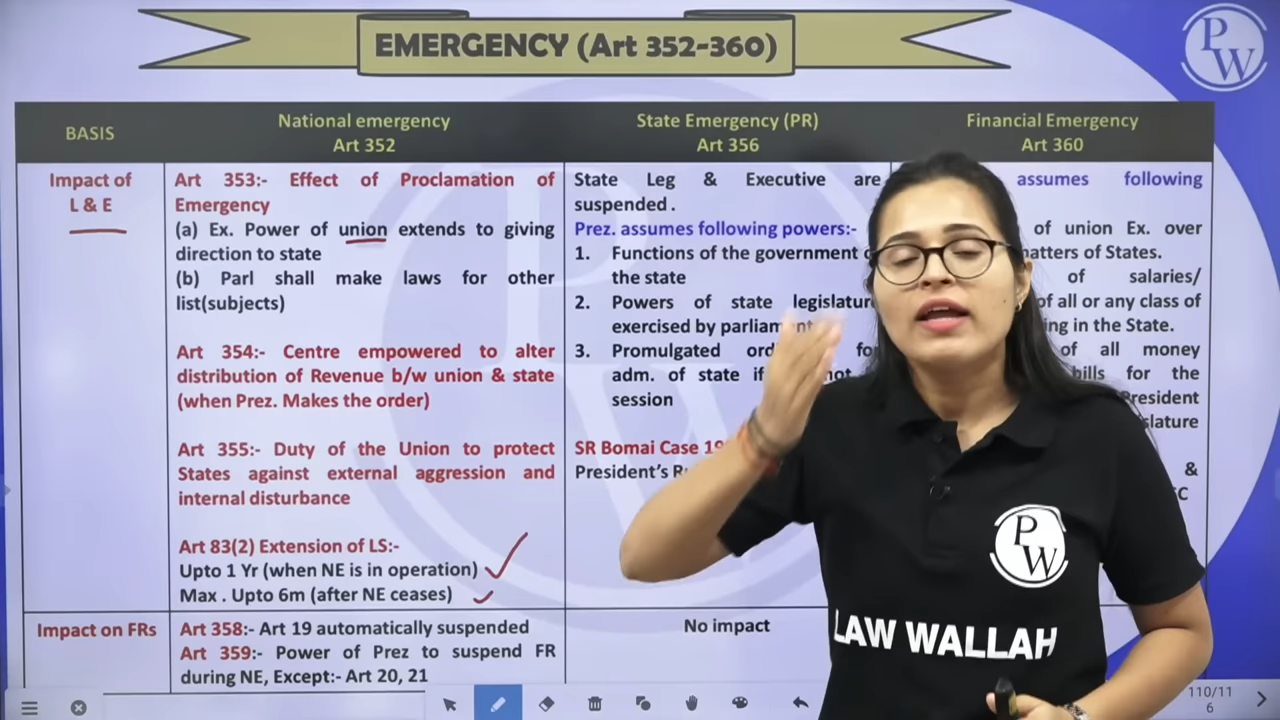 EMERGENCY (Art 352-360)
PW
BASIS
National emergency
Art 352
State Emergency (PR)
Art 356
Financial Emergency
Art 360
Impact of
L & E
Art 353:- Effect of Proclamation of
Emergency
(a) Ex. Power of union extends to giving
direction to state
(b) Parl shall make laws for other
list(subjects)
Art 354:- Centre empowered to alter
distribution of Revenue b/w union & state
(when Prez. Makes the order)
Art 355:- Duty of the Union to protect
States against external aggression and
internal disturbance
Art 83(2) Extension of LS:-
Upto 1 Yr (when NE is in operation)
Max . Upto 6m (after NE ceases)
State Leg & Executive are
suspended .
Prez. assumes following powers:-
1. Functions of the government
the state
2. Powers of state legislature
exercised by
3. Promulgated
adm. of state if not
session
SR Bomai Case
President's
assumes following
of union Ex. over
matters of States.
of salaries/
of all or any class of
in the State.
of all money
bills for the
President
&
Impact on FRs
Art 358:- Art 19 automatically suspended
Art 359:- Power of Prez to suspend FR
during NE, Except:- Art 20, 21
No impact
PW
LAW WALLAH
110/11
6